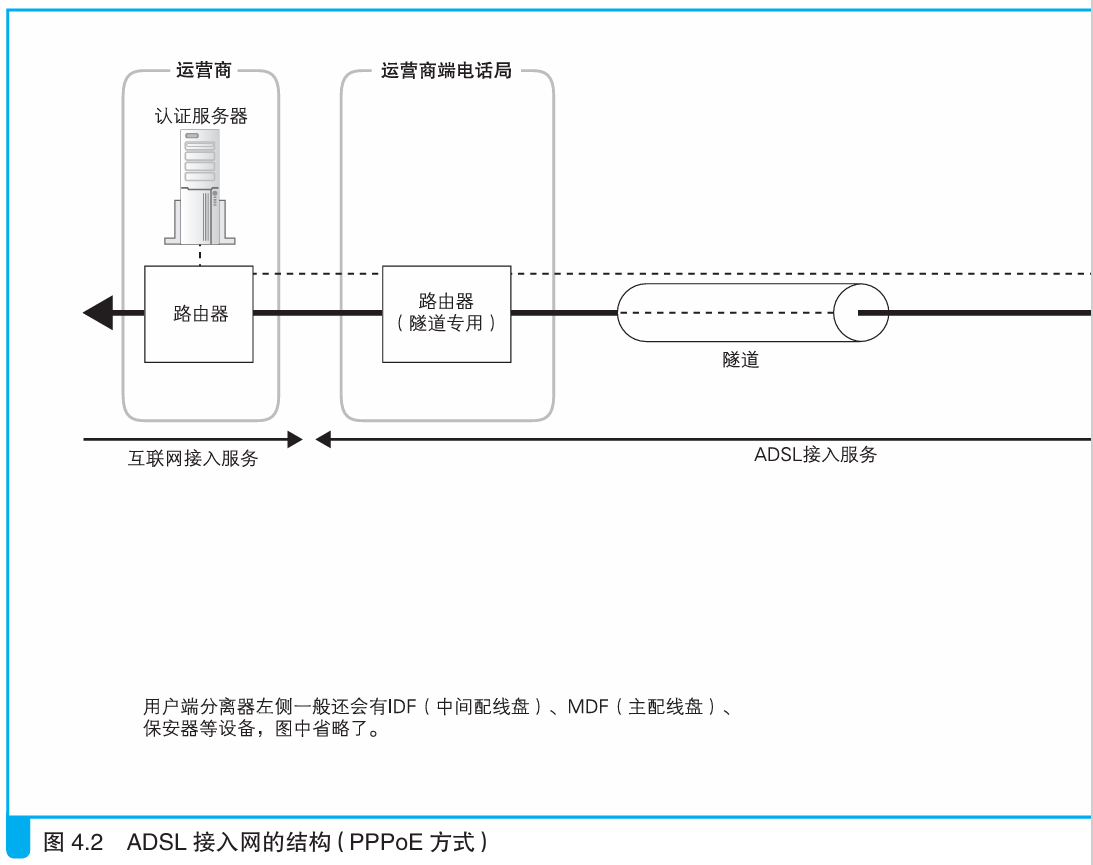 运营商
运营商端电话局
认证服务器
路由器
路由器
（隧道专用）
隧道
互联网接入服务
ADSL接入服务
用户端分离器左侧一般还会有IDF（中间配线盘）、MDF（主配线盘）、
保安器等设备，图中省略了。
图 4.2 ADSL 接入网的结构（PPPoE 方式）